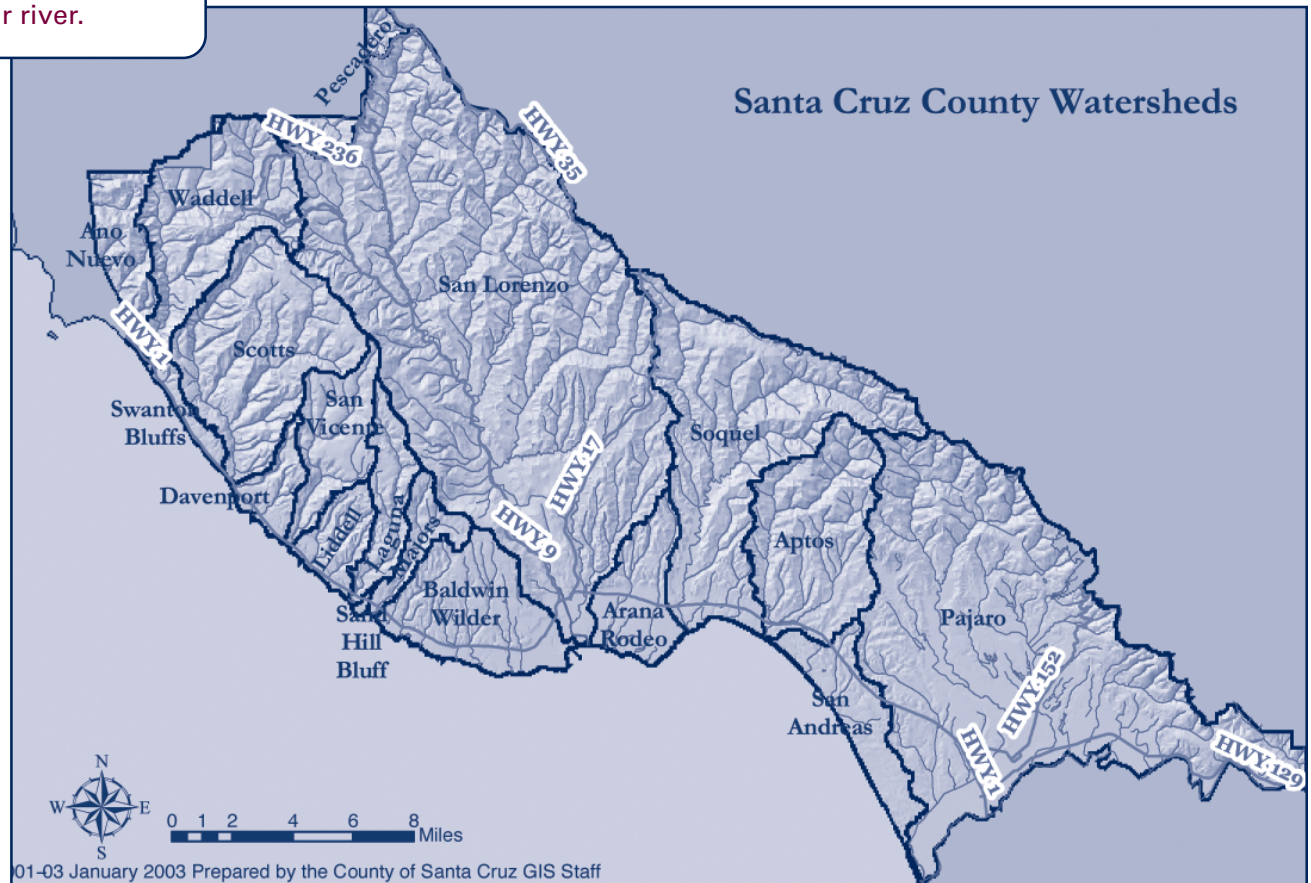 r river.
Santa Cruz County Watersheds
Pescadero
HWY 236
HWY 35
Waddell
Ano
Nuevo
San Lorenzo
HWY 1
Scotts
Swanton
Bluffs
San
Vicente
Soquel
HWY 17
Davenport
Liddell
Laguna
Majors
HWY 9
Aptos
Baldwin
Wilder
Arana
Rodeo
Sand
Hill
Bluff
Pajaro
HWY 152
San
Andreas
HWY 1
HWY 129
N
W E
S
0 1 2 4 6 8
Miles
01-03 January 2003 Prepared by the County of Santa Cruz GIS Staff